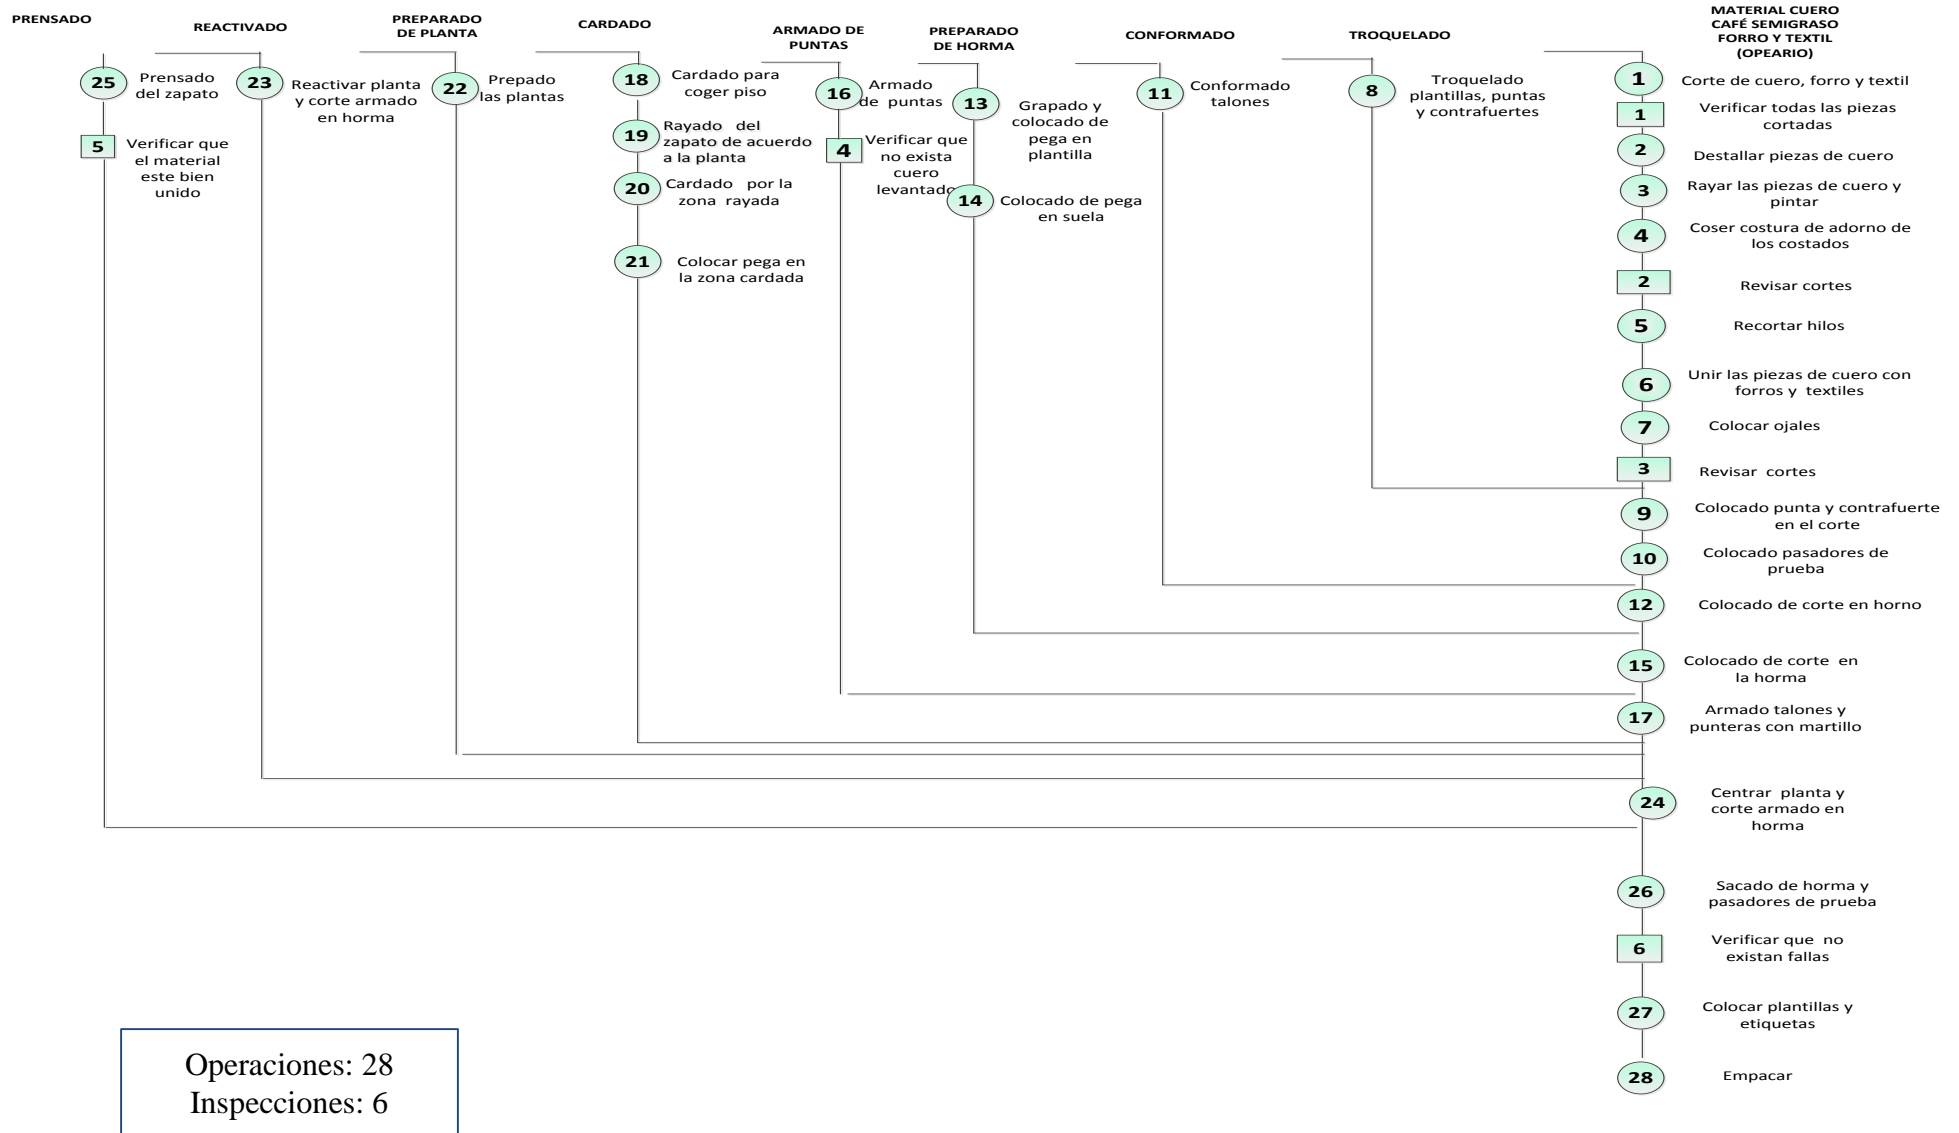 PRENSADO
25
Prensado
del zapato
5
Verificar que
el material
este bien
unido
REACTIVADO
23
Reactivar planta
y corte armado
en horma
PREPARADO
DE PLANTA
22
Prepado
las plantas
CARDADO
18
Cardado para
coger piso
19
Rayado del
zapato de acuerdo
a la planta
20
Cardado por la
zona rayada
21
Colocar pega en
la zona cardada
ARMADO DE
PUNTAS
16
Armado
de puntas
4
Verificar que
no exista
cuero
levantado
PREPARADO
DE HORMA
13
Grapado y
colocado de
pega en
plantilla
14
Colocado de pega
en suela
CONFORMADO
11
Conformado
talones
TROQUELADO
8
Troquelado
plantillas, puntas
y contrafuertes
MATERIAL CUERO
CAFÉ SEMIGRASO
FORRO Y TEXTIL
(OPEARIO)
1
Corte de cuero, forro y textil
1
Verificar todas las piezas
cortadas
2
Destallar piezas de cuero
3
Rayar las piezas de cuero y
pintar
4
Coser costura de adorno de
los costados
2
Revisar cortes
5
Recortar hilos
6
Unir las piezas de cuero con
forros y textiles
7
Colocar ojales
3
Revisar cortes
9
Colocado punta y contrafuerte
en el corte
10
Colocado pasadores de
prueba
12
Colocado de corte en horno
15
Colocado de corte en
la horma
17
Armado talones y
punteras con martillo
24
Centrar planta y
corte armado en
horma
26
Sacado de horma y
pasadores de prueba
6
Verificar que no
existan fallas
27
Colocar plantillas y
etiquetas
28
Empacar
Operaciones: 28
Inspecciones: 6